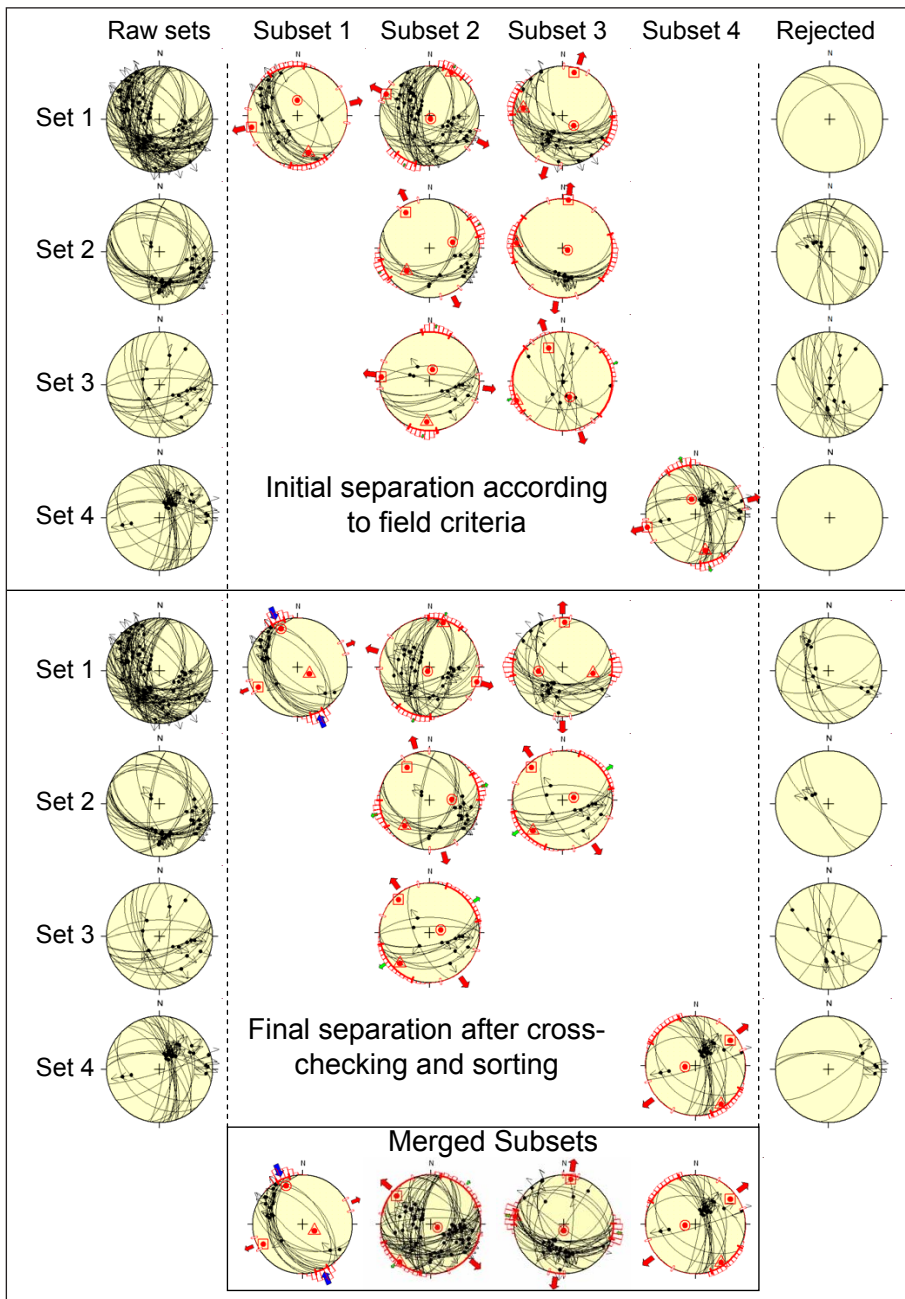 Raw sets Subset 1 Subset 2 Subset 3 Subset 4 Rejected
N N N N N
Set 1
N N N N
Set 2
N N N N
Set 3
N N N
Set 4
Initial separation according
to field criteria
N N N N N
Set 1
N N N N
Set 2
N N N
Set 3
N N N
Set 4
Final separation after cross-
checking and sorting
Merged Subsets
N N N N